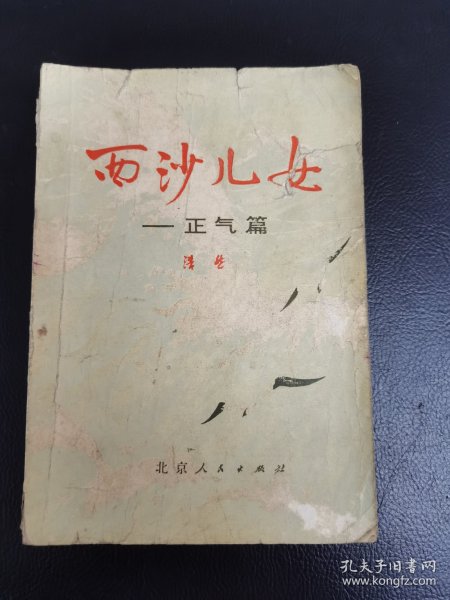 西沙儿女
—正气篇
浩然
北京人民出版社
孔夫子旧书网
www.kongfz.com